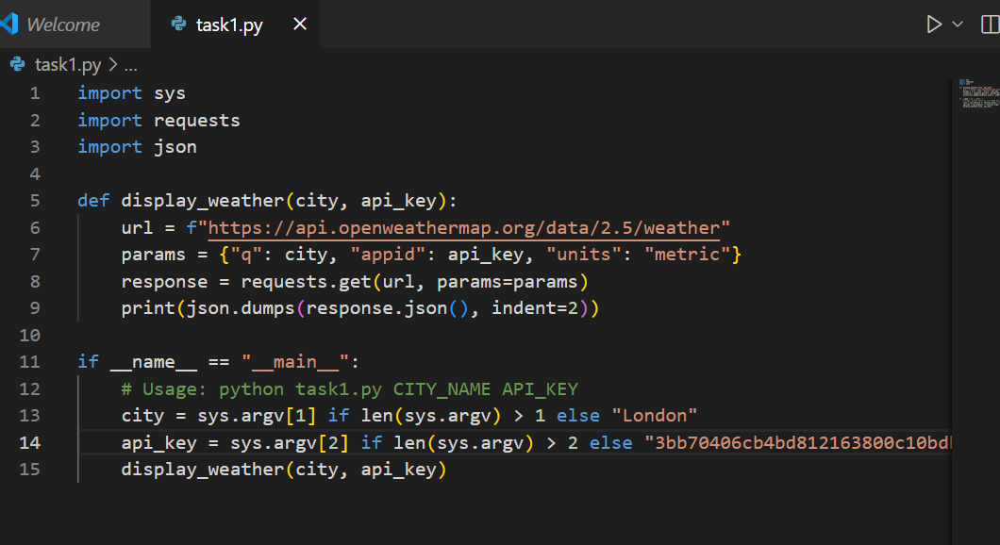 Welcome
task1.py
task1.py > ...
1 import sys
2 import requests
3 import json
4
5 def display_weather(city, api_key):
6     url = f"https://api.openweathermap.org/data/2.5/weather"
7     params = {"q": city, "appid": api_key, "units": "metric"}
8     response = requests.get(url, params=params)
9     print(json.dumps(response.json(), indent=2))
10
11 if __name__ == "__main__":
12     # Usage: python task1.py CITY_NAME API_KEY
13     city = sys.argv[1] if len(sys.argv) > 1 else "London"
14     api_key = sys.argv[2] if len(sys.argv) > 2 else "3bb70406cb4bd812163800c10bd
15     display_weather(city, api_key)